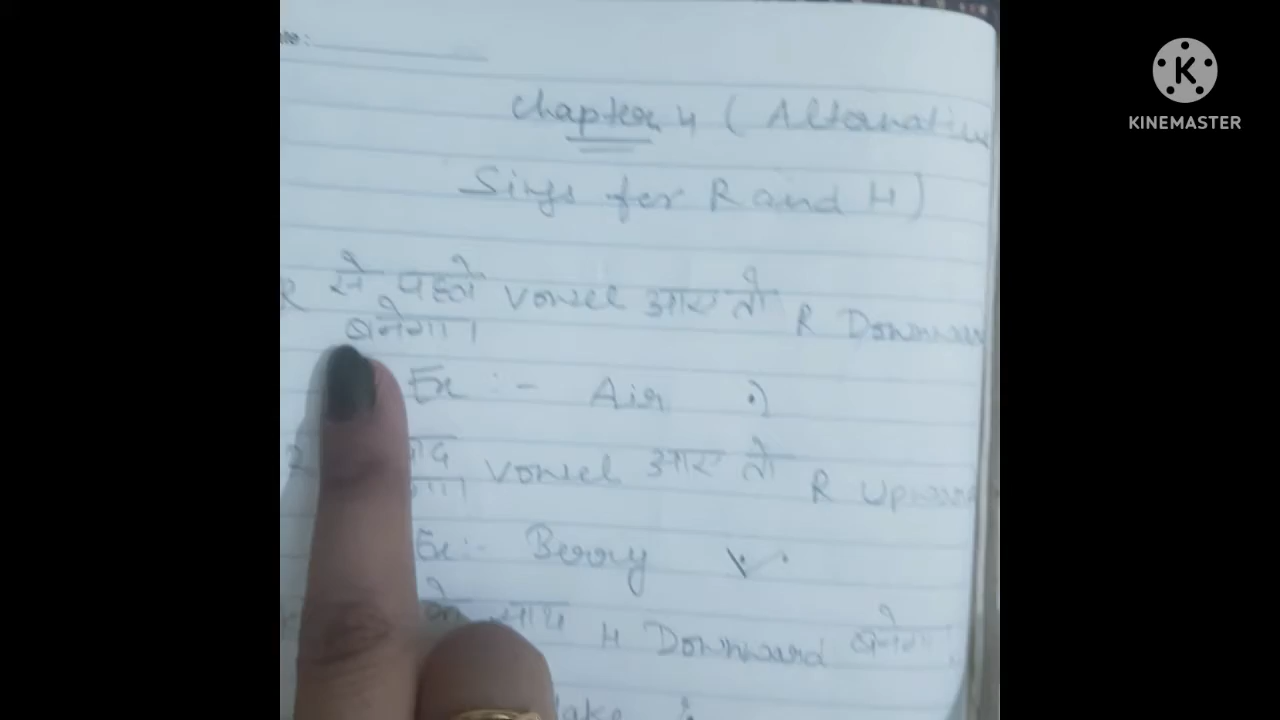 Chapter 4 (Alternative
Sings for R and H)
R से पहले vowel आए तो R Downward
बनेगा।
Ex :- Air
R vowel आए तो R Upward
Ex:- Berry
के साथ H Downward बनेगा
KINEMASTER